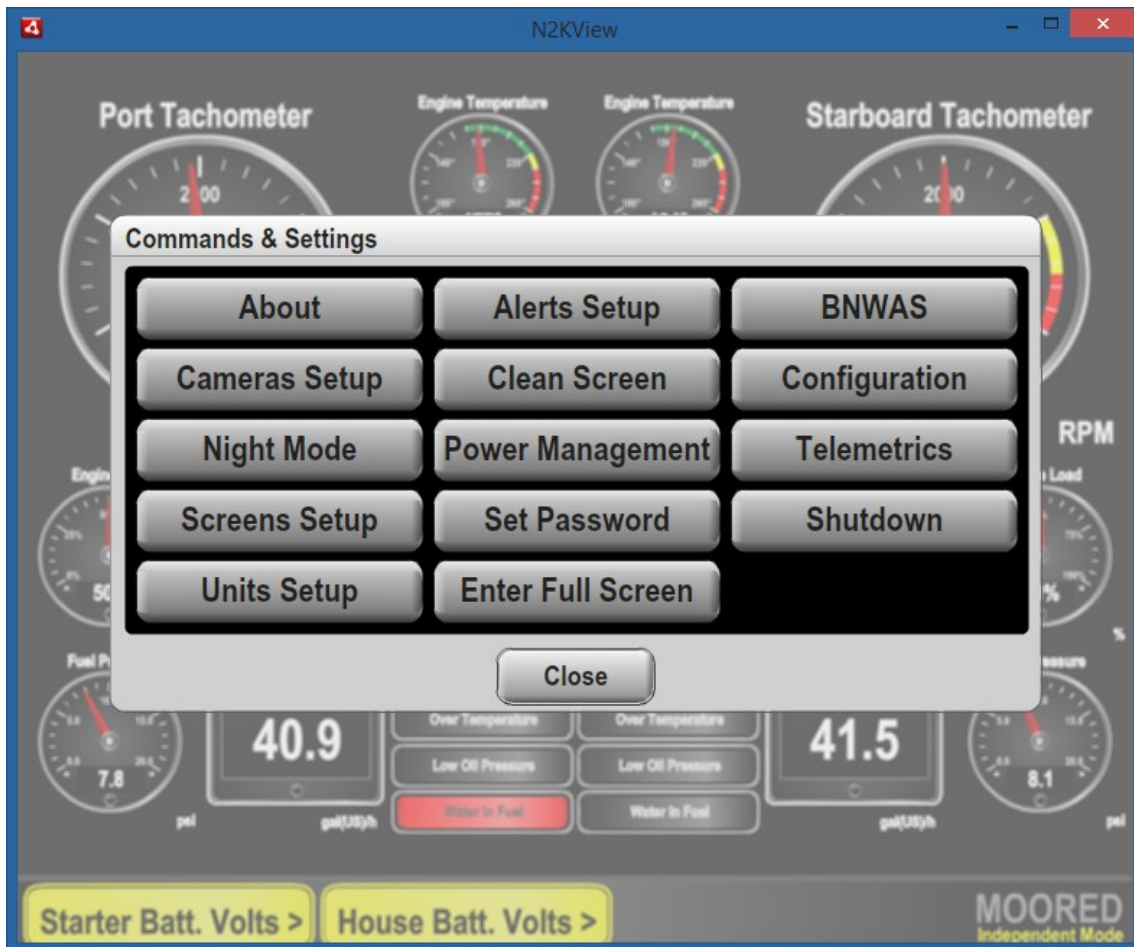 N2KView
Port Tachometer
Engine Temperature
Engine Temperature
Starboard Tachometer
2000
2000
Commands & Settings
About
Alerts Setup
BNWAS
Cameras Setup
Clean Screen
Configuration
Night Mode
Power Management
Telemetrics
Screens Setup
Set Password
Shutdown
Units Setup
Enter Full Screen
Close
RPM
Load
%
40.9
Over Temperature
Over Temperature
41.5
Low Oil Pressure
Low Oil Pressure
7.8
8.1
Water In Fuel
Water In Fuel
psi
gal(US)/h
gal(US)/h
psi
Starter Batt. Volts >
House Batt. Volts >
MOORED
Independent Mode